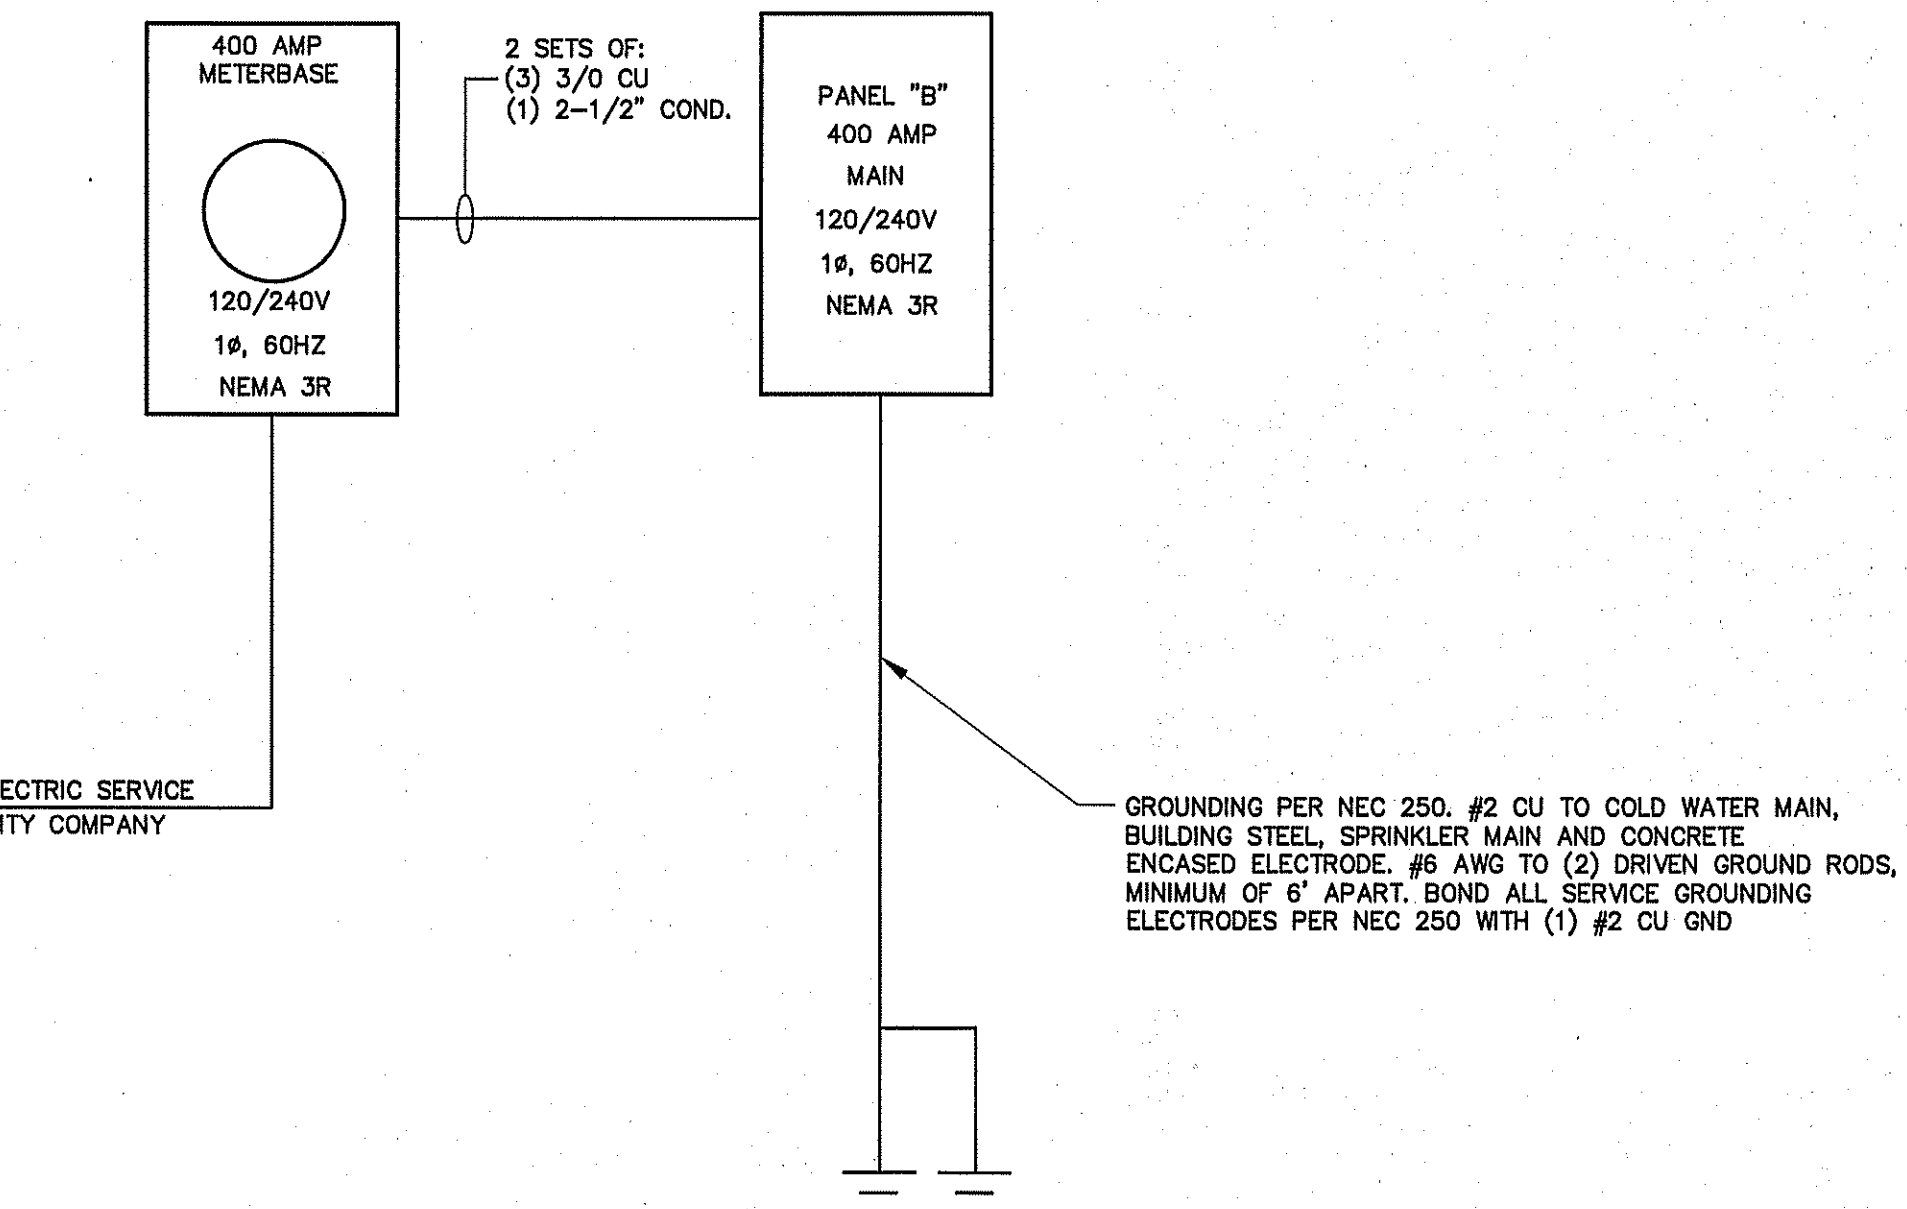 400 AMP
METERBASE
120/240V
1ø, 60HZ
NEMA 3R
2 SETS OF:
(3) 3/0 CU
(1) 2-1/2" COND.
PANEL "B"
400 AMP
MAIN
120/240V
1ø, 60HZ
NEMA 3R
ECTRIC SERVICE
ITY COMPANY
GROUNDING PER NEC 250. #2 CU TO COLD WATER MAIN,
BUILDING STEEL, SPRINKLER MAIN AND CONCRETE
ENCASED ELECTRODE. #6 AWG TO (2) DRIVEN GROUND RODS,
MINIMUM OF 6' APART. BOND ALL SERVICE GROUNDING
ELECTRODES PER NEC 250 WITH (1) #2 CU GND